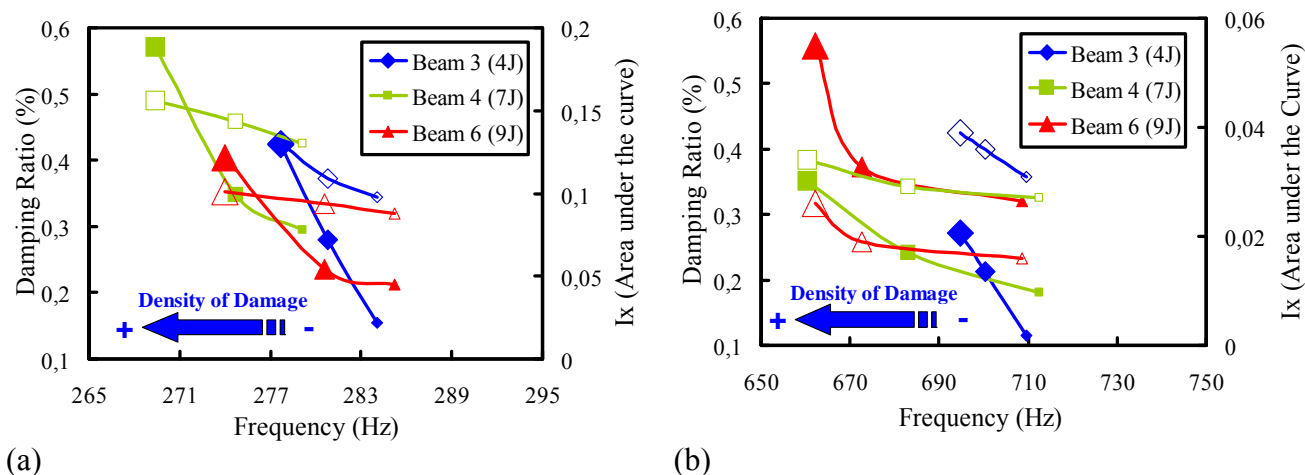 0,6
0,5
0,4
0,3
0,2
0,1
Damping Ratio (%)
265 271 277 283 289 295
Frequency (Hz)
0,2
0,15
0,1
0,05
0
Ix (Area under the curve)
Beam 3 (4J)
Beam 4 (7J)
Beam 6 (9J)
Density of Damage
+ -
(a)
0,6
0,5
0,4
0,3
0,2
0,1
Damping Ratio (%)
650 670 690 710 730 750
Frequency (Hz)
0,06
0,04
0,02
0
Ix (Area under the Curve)
Beam 3 (4J)
Beam 4 (7J)
Beam 6 (9J)
Density of Damage
+ -
(b)